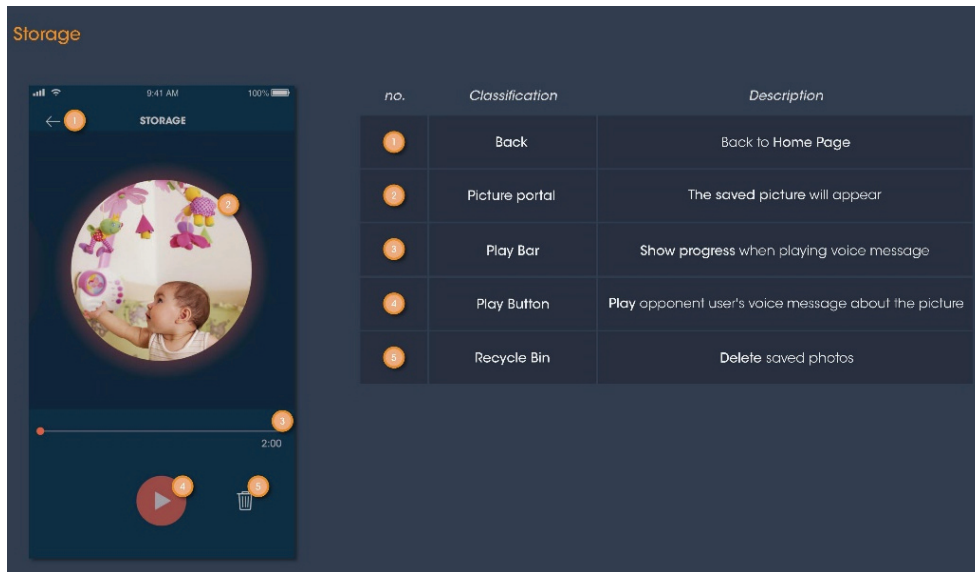 Storage
9:41 AM 100%
1 STORAGE
2
3
2:00
4 5
no. Classification Description
1 Back Back to Home Page
2 Picture portal The saved picture will appear
3 Play Bar Show progress when playing voice message
4 Play Button Play opponent user's voice message about the picture
5 Recycle Bin Delete saved photos